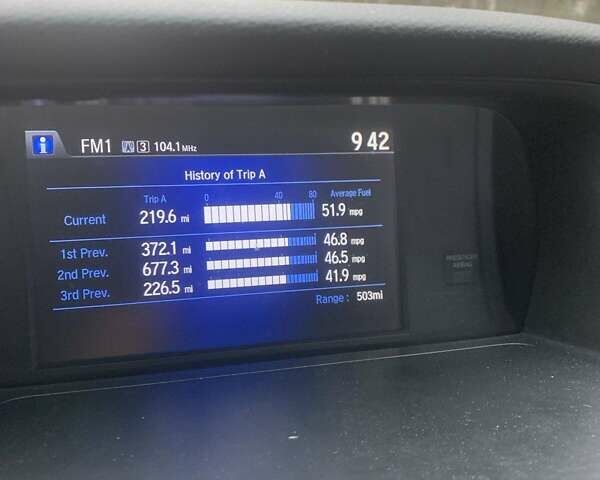 i FM1 3 104.1 MHz 9 42
History of Trip A
Trip A 0 40 80 Average Fuel
Current 219.6 mi 51.9 mpg
1st Prev. 372.1 mi 46.8 mpg
2nd Prev. 677.3 mi 46.5 mpg
3rd Prev. 226.5 mi 41.9 mpg
Range : 503mi
PASSENGER
AIRBAG